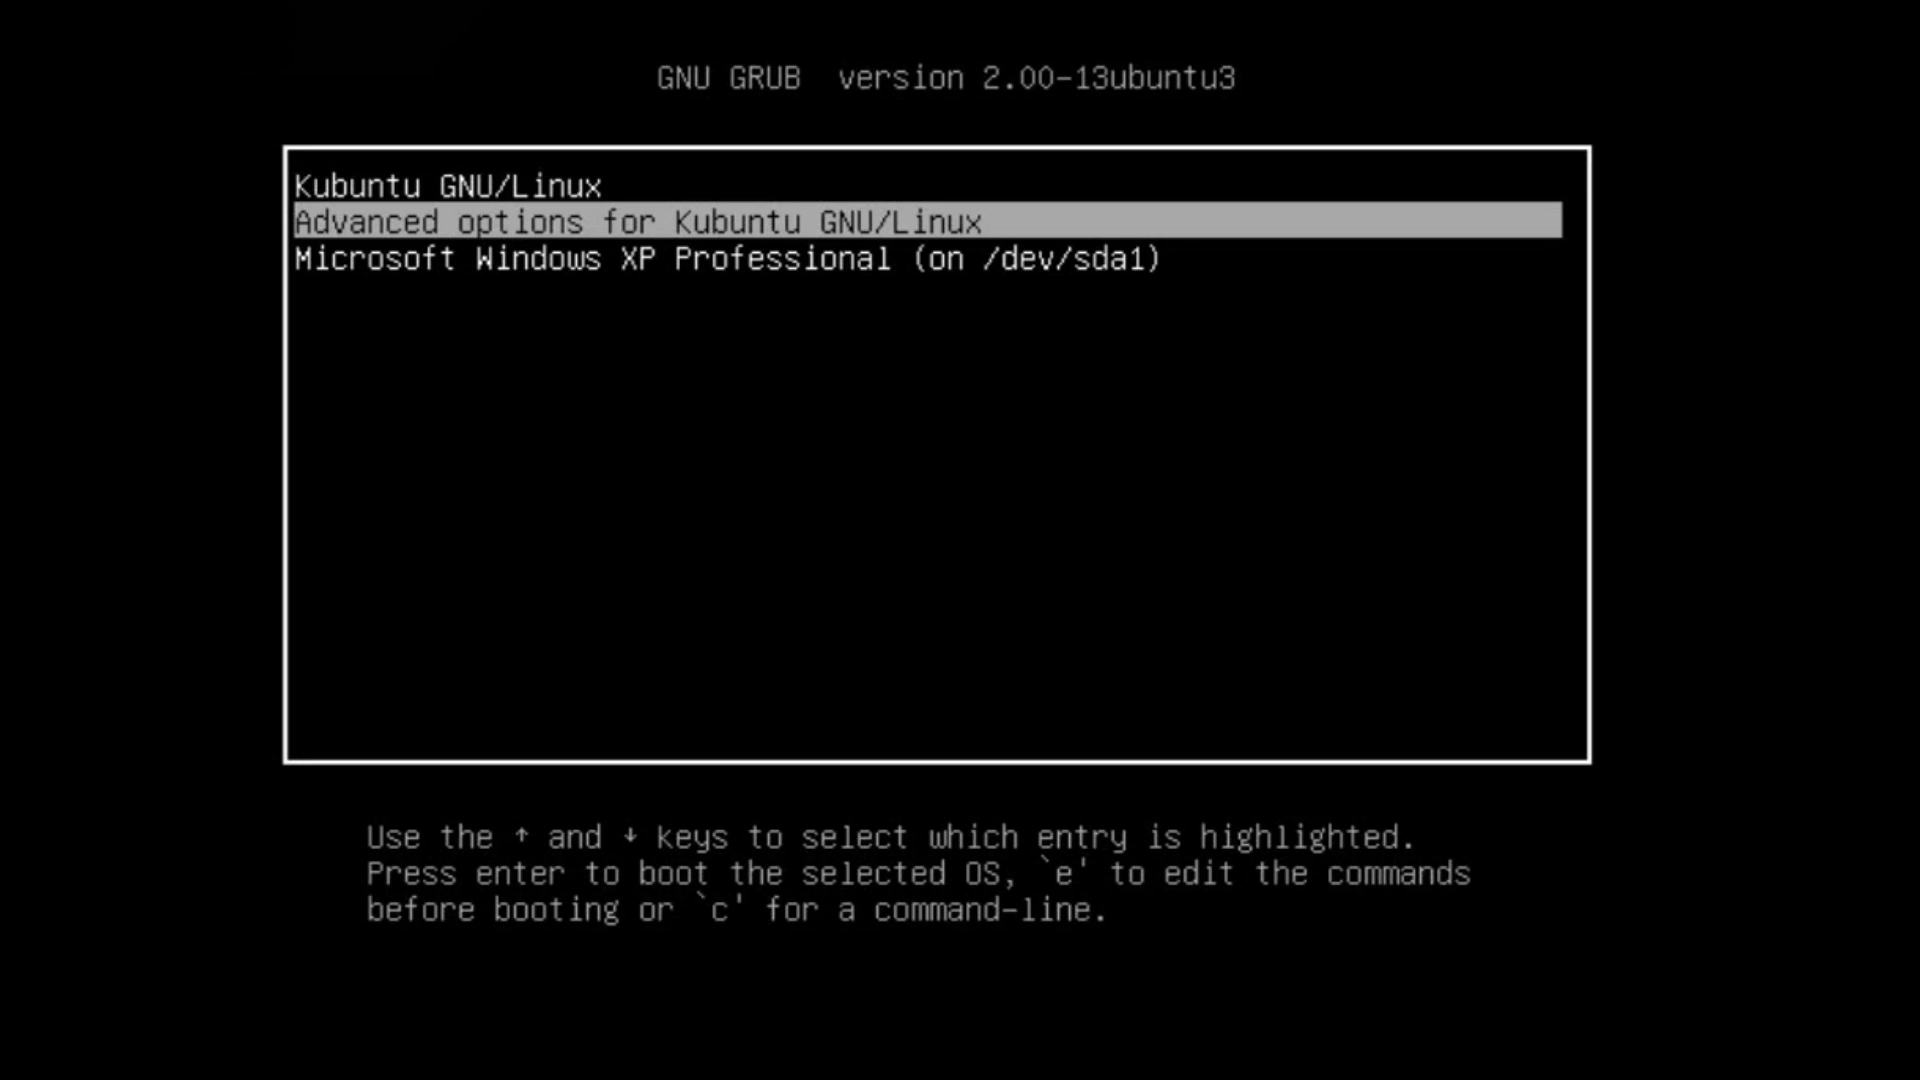 GNU GRUB  version 2.00-13ubuntu3
Kubuntu GNU/Linux
Advanced options for Kubuntu GNU/Linux
Microsoft Windows XP Professional (on /dev/sda1)
Use the ↑ and ↓ keys to select which entry is highlighted.
Press enter to boot the selected OS, `e' to edit the commands
before booting or `c' for a command-line.